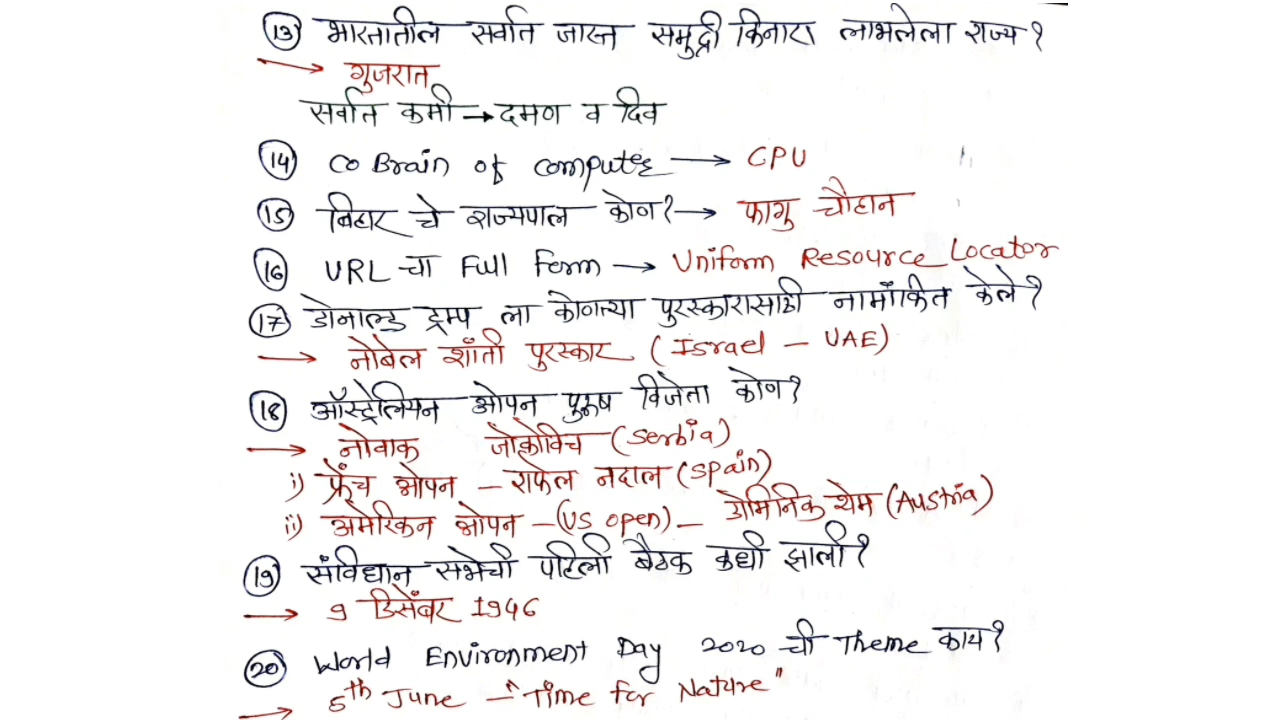 (13) भारतातील सर्वात जास्त समुद्री किनारा लाभलेला राज्य?
→ गुजरात
सर्वात कमी → दमण व दिव
(14) CO Brain of computer → CPU
(15) बिहार चे राज्यपाल कोण? → फागु चौहान
(16) URL चा Full Form → Uniform Resource Locator
(17) डोनाल्ड ट्रम्प ला कोणत्या पुरस्कारासाठी नामांकित केले?
→ नोबेल शांती पुरस्कार (Israel – UAE)
(18) ऑस्ट्रेलियन ओपन पुरुष विजेता कोण?
→ नोवाक जोकोविच (Serbia)
i) फ्रेंच ओपन – राफेल नदाल (Spain)
ii) अमेरिकन ओपन – (US open) – डोमिनिक थेम (Austria)
(19) संविधान सभेची पहिली बैठक कधी झाली?
→ 9 डिसेंबर 1946
(20) World Environment Day 2020 ची Theme काय?
→ 5th June – "Time for Nature"